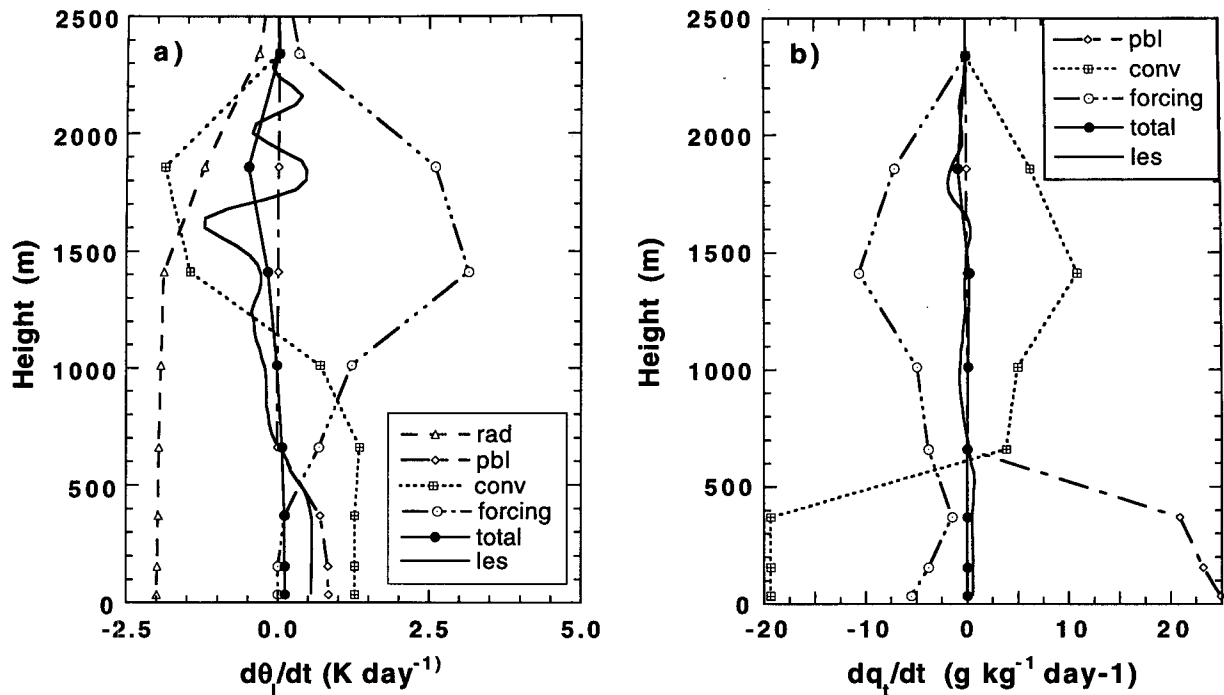 2500
2000
1500
1000
500
0
Height (m)
a)
rad
pbl
conv
forcing
total
les
-2.5
0.0
2.5
5.0
dθ_l/dt (K day^-1)
2500
2000
1500
1000
500
0
Height (m)
b)
pbl
conv
forcing
total
les
-20
-10
0
10
20
dq_t/dt (g kg^-1 day-1)